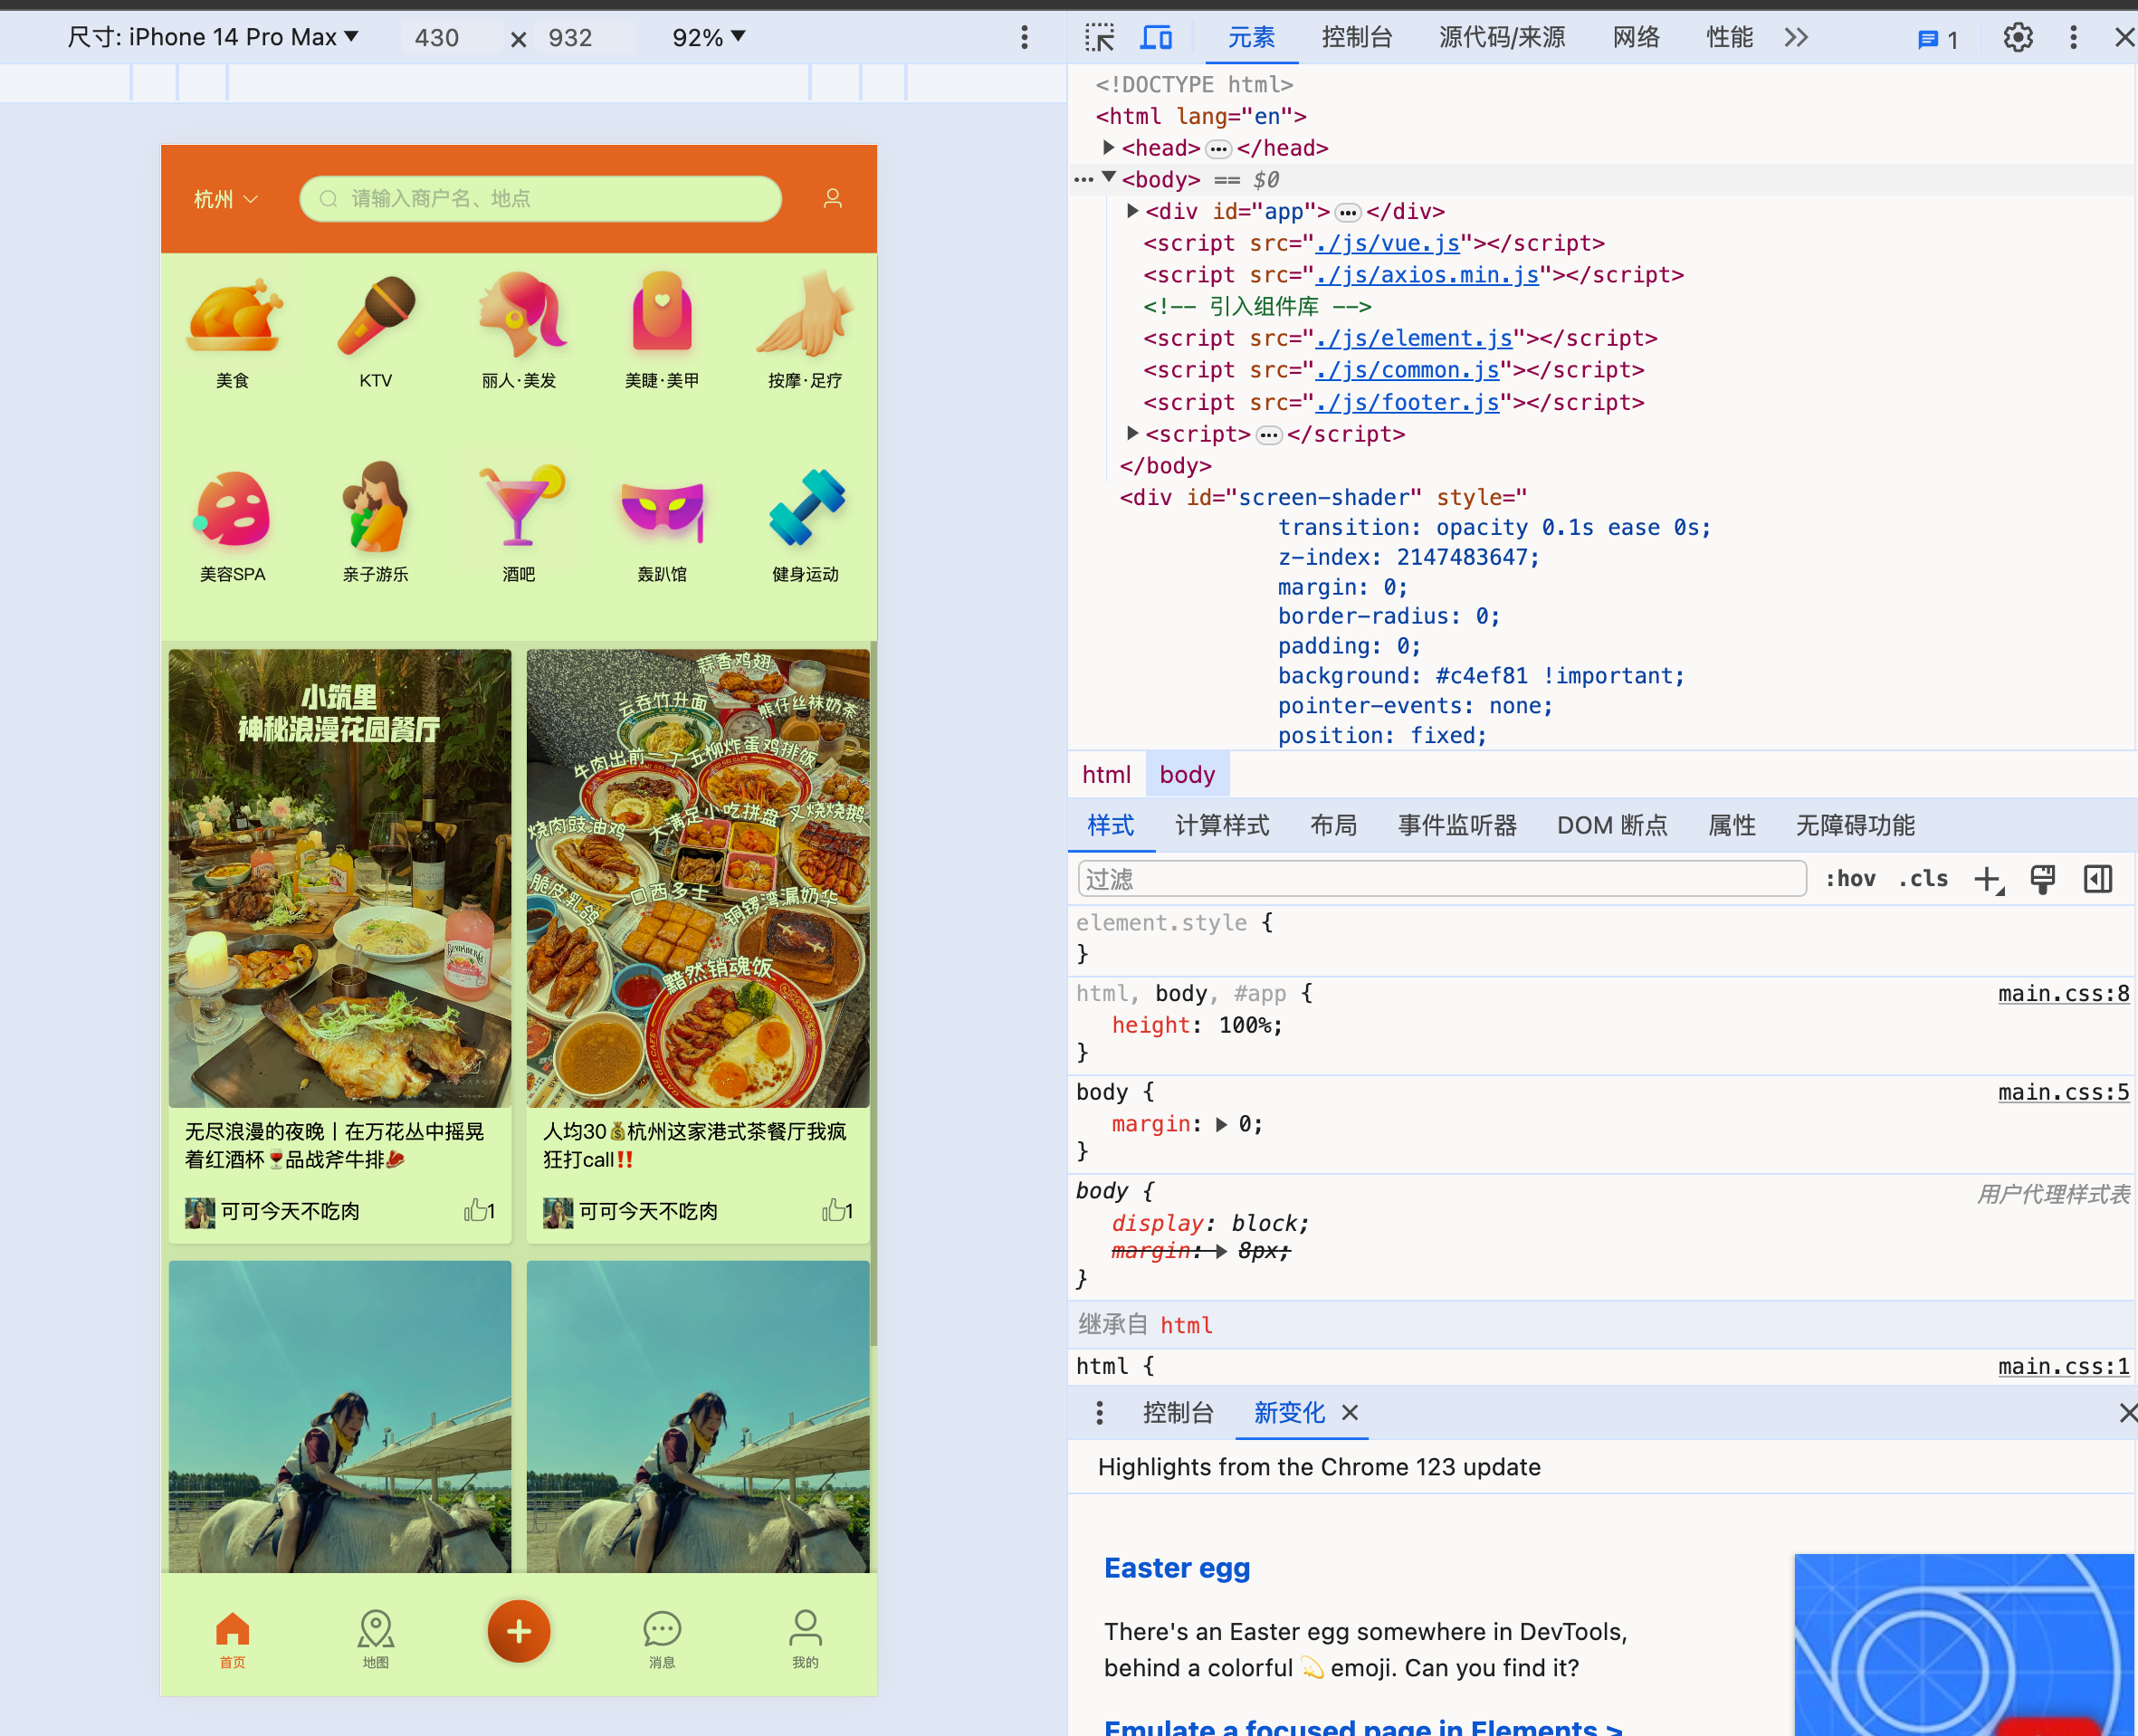 尺寸: iPhone 14 Pro Max ▼ 430 × 932 92% ▼
元素 控制台 源代码/来源 网络 性能 1
杭州 请输入商户名、地点
美食 KTV 丽人·美发 美睫·美甲 按摩·足疗
美容SPA 亲子游乐 酒吧 轰趴馆 健身运动
小筑里
神秘浪漫花园餐厅
蒜香鸡翅
云吞竹升面 熊仔丝袜奶茶
牛肉出前一丁 五柳炸蛋鸡排饭
烧肉豉油鸡 大满足小吃拼盘 叉烧烧鹅
脆皮乳鸽 一口西多士 铜锣湾漏奶华
黯然销魂饭
无尽浪漫的夜晚丨在万花丛中摇晃
着红酒杯🍷品战斧牛排🥩
可可今天不吃肉 1
人均30💰杭州这家港式茶餐厅我疯
狂打call‼️
可可今天不吃肉 1
首页 地图 消息 我的
<!DOCTYPE html>
<html lang="en">
<head> ••• </head>
••• <body> == $0
<div id="app"> ••• </div>
<script src="./js/vue.js"></script>
<script src="./js/axios.min.js"></script>
<!-- 引入组件库 -->
<script src="./js/element.js"></script>
<script src="./js/common.js"></script>
<script src="./js/footer.js"></script>
<script> ••• </script>
</body>
<div id="screen-shader" style="
transition: opacity 0.1s ease 0s;
z-index: 2147483647;
margin: 0;
border-radius: 0;
padding: 0;
background: #c4ef81 !important;
pointer-events: none;
position: fixed;
html body
样式 计算样式 布局 事件监听器 DOM 断点 属性 无障碍功能
过滤 :hov .cls
element.style {
}
html, body, #app { main.css:8
height: 100%;
}
body { main.css:5
margin: 0;
}
body { 用户代理样式表
display: block;
margin: 8px;
}
继承自 html
html { main.css:1
控制台 新变化
Highlights from the Chrome 123 update
Easter egg
There's an Easter egg somewhere in DevTools,
behind a colorful 💫 emoji. Can you find it?
Emulate a focused page in Elements >